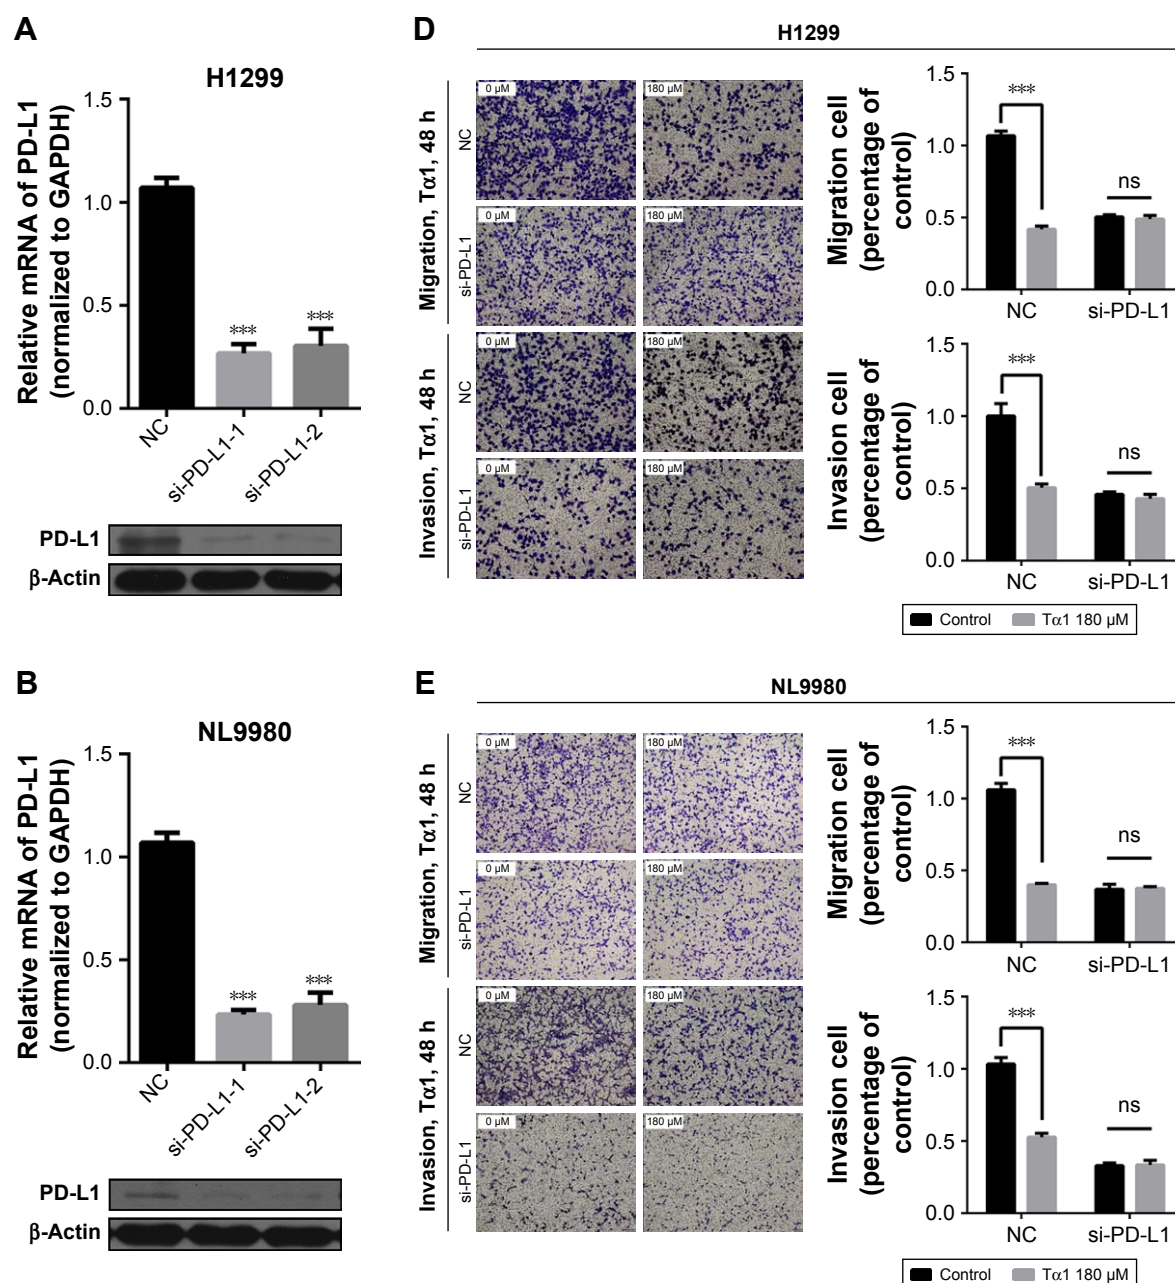 A
H1299
Relative mRNA of PD-L1
(normalized to GAPDH)
1.5
1.0
0.5
0.0
***
***
NC
si-PD-L1-1
si-PD-L1-2
PD-L1
β-Actin
D
H1299
Migration, Tα1, 48 h
NC
0 µM
180 µM
si-PD-L1
0 µM
180 µM
Invasion, Tα1, 48 h
NC
0 µM
180 µM
si-PD-L1
0 µM
180 µM
Migration cell
(percentage of
control)
1.5
1.0
0.5
0.0
***
ns
NC
si-PD-L1
Invasion cell
(percentage of
control)
1.5
1.0
0.5
0.0
***
ns
NC
si-PD-L1
Control
Tα1 180 µM
B
NL9980
Relative mRNA of PD-L1
(normalized to GAPDH)
1.5
1.0
0.5
0.0
***
***
NC
si-PD-L1-1
si-PD-L1-2
PD-L1
β-Actin
E
NL9980
Migration, Tα1, 48 h
NC
0 µM
180 µM
si-PD-L1
0 µM
180 µM
Invasion, Tα1, 48 h
NC
0 µM
180 µM
si-PD-L1
0 µM
180 µM
Migration cell
(percentage of
control)
1.5
1.0
0.5
0.0
***
ns
NC
si-PD-L1
Invasion cell
(percentage of
control)
1.5
1.0
0.5
0.0
***
ns
NC
si-PD-L1
Control
Tα1 180 µM